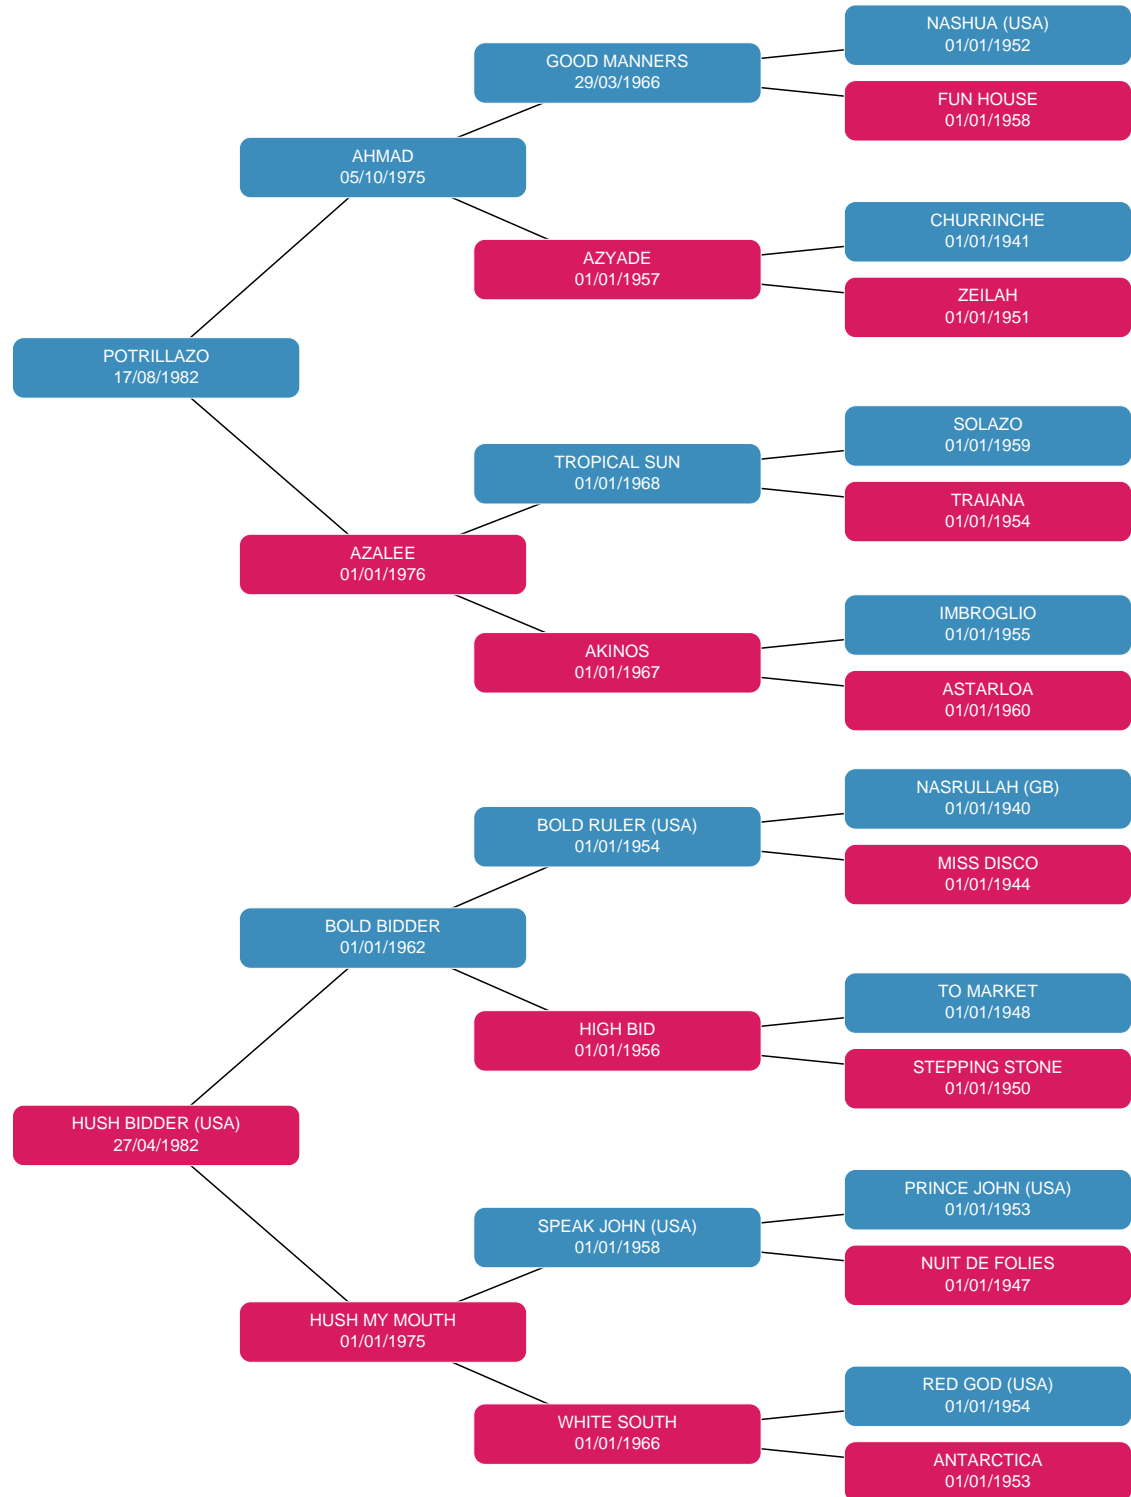 NASHUA (USA)
01/01/1952
GOOD MANNERS
29/03/1966
FUN HOUSE
01/01/1958
AHMAD
05/10/1975
CHURRINCHE
01/01/1941
AZYADE
01/01/1957
ZEILAH
01/01/1951
POTRILLAZO
17/08/1982
SOLAZO
01/01/1959
TROPICAL SUN
01/01/1968
TRAIANA
01/01/1954
AZALEE
01/01/1976
IMBROGLIO
01/01/1955
AKINOS
01/01/1967
ASTARLOA
01/01/1960
NASRULLAH (GB)
01/01/1940
BOLD RULER (USA)
01/01/1954
MISS DISCO
01/01/1944
BOLD BIDDER
01/01/1962
TO MARKET
01/01/1948
HIGH BID
01/01/1956
STEPPING STONE
01/01/1950
HUSH BIDDER (USA)
27/04/1982
PRINCE JOHN (USA)
01/01/1953
SPEAK JOHN (USA)
01/01/1958
NUIT DE FOLIES
01/01/1947
HUSH MY MOUTH
01/01/1975
RED GOD (USA)
01/01/1954
WHITE SOUTH
01/01/1966
ANTARCTICA
01/01/1953